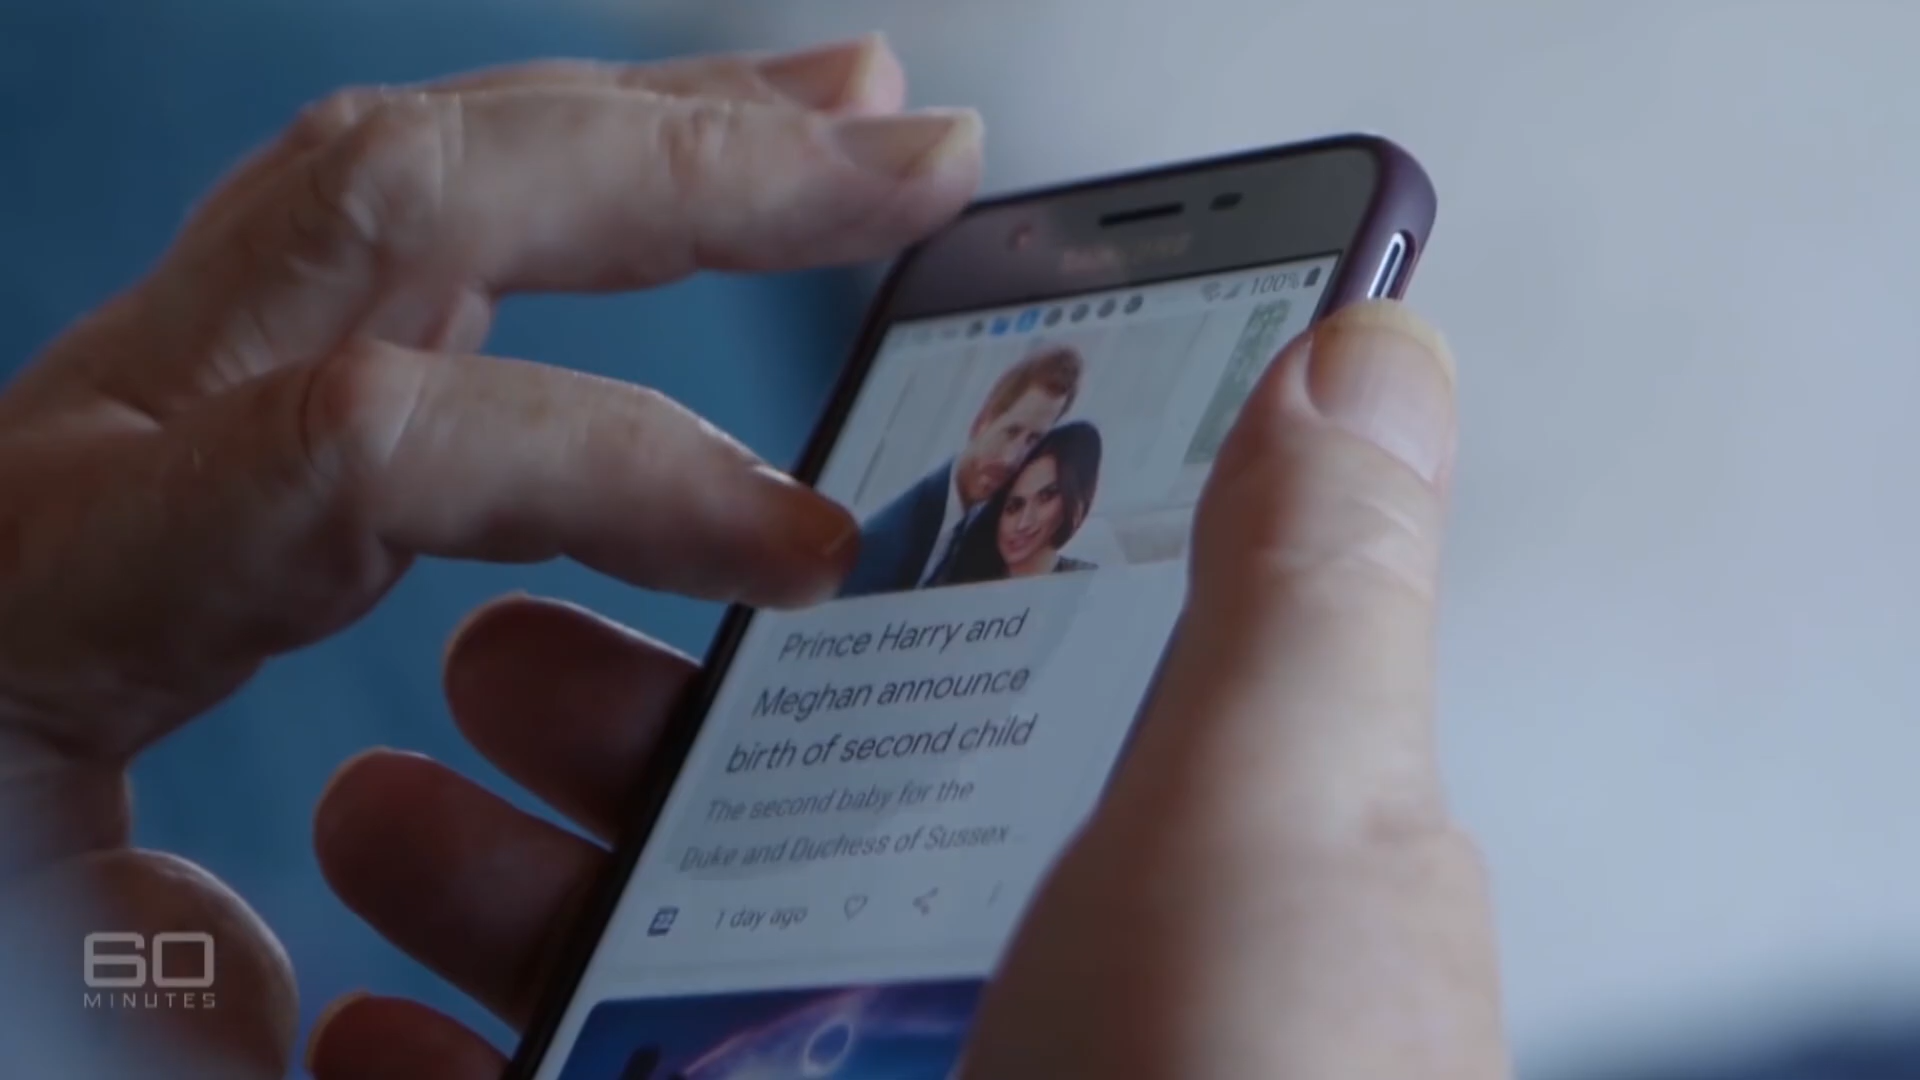 100%
Prince Harry and
Meghan announce
birth of second child
The second baby for the
Duke and Duchess of Sussex ...
1 day ago
60
MINUTES